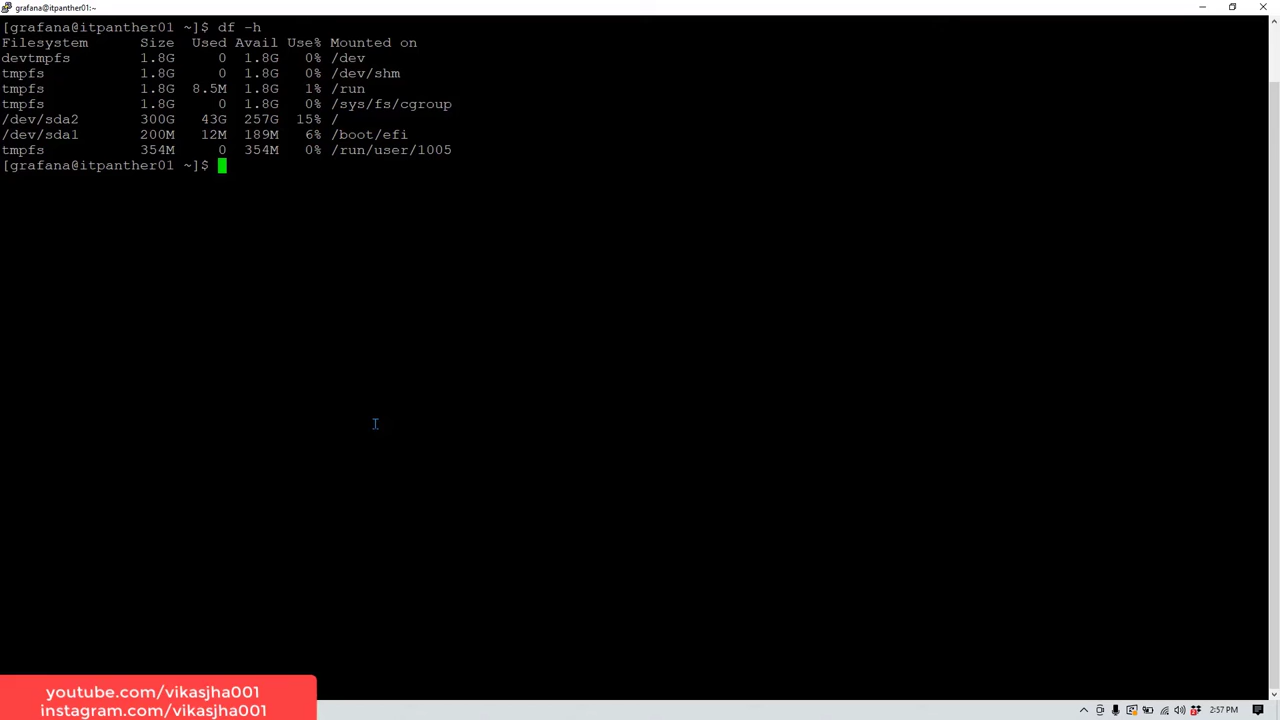 grafana@itpanther01:~
[grafana@itpanther01 ~]$ df -h
Filesystem      Size  Used Avail Use% Mounted on
devtmpfs        1.8G     0  1.8G   0% /dev
tmpfs           1.8G     0  1.8G   0% /dev/shm
tmpfs           1.8G  8.5M  1.8G   1% /run
tmpfs           1.8G     0  1.8G   0% /sys/fs/cgroup
/dev/sda2       300G   43G  257G  15% /
/dev/sda1       200M   12M  189M   6% /boot/efi
tmpfs           354M     0  354M   0% /run/user/1005
[grafana@itpanther01 ~]$
youtube.com/vikasjha001
instagram.com/vikasjha001
2:57 PM